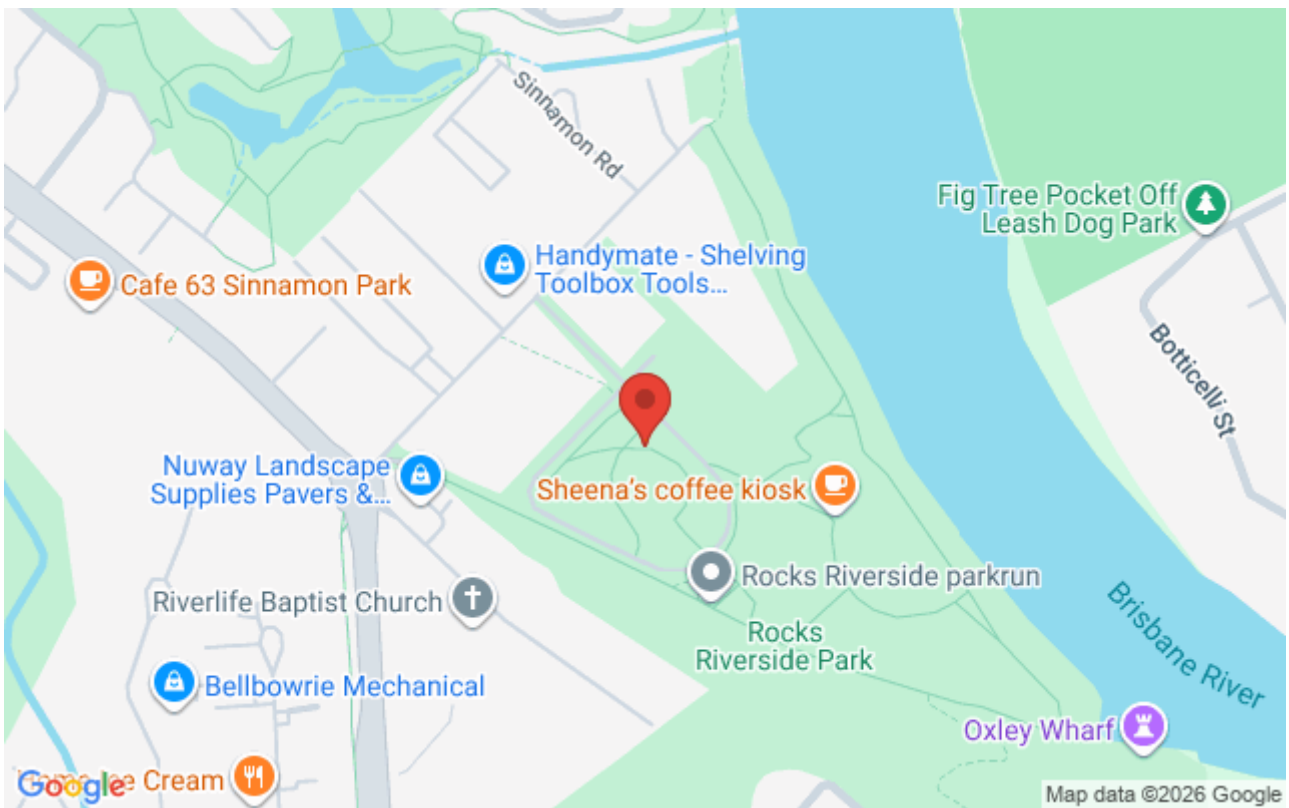 Sinnamon Rd
Fig Tree Pocket Off
Leash Dog Park
Handymate - Shelving
Toolbox Tools...
Cafe 63 Sinnamon Park
Botticelli St
Nuway Landscape
Supplies Pavers &...
Sheena's coffee kiosk
Rocks Riverside parkrun
Riverlife Baptist Church
Brisbane River
Rocks
Riverside Park
Bellbowrie Mechanical
Oxley Wharf
Cream
Google
Map data ©2026 Google